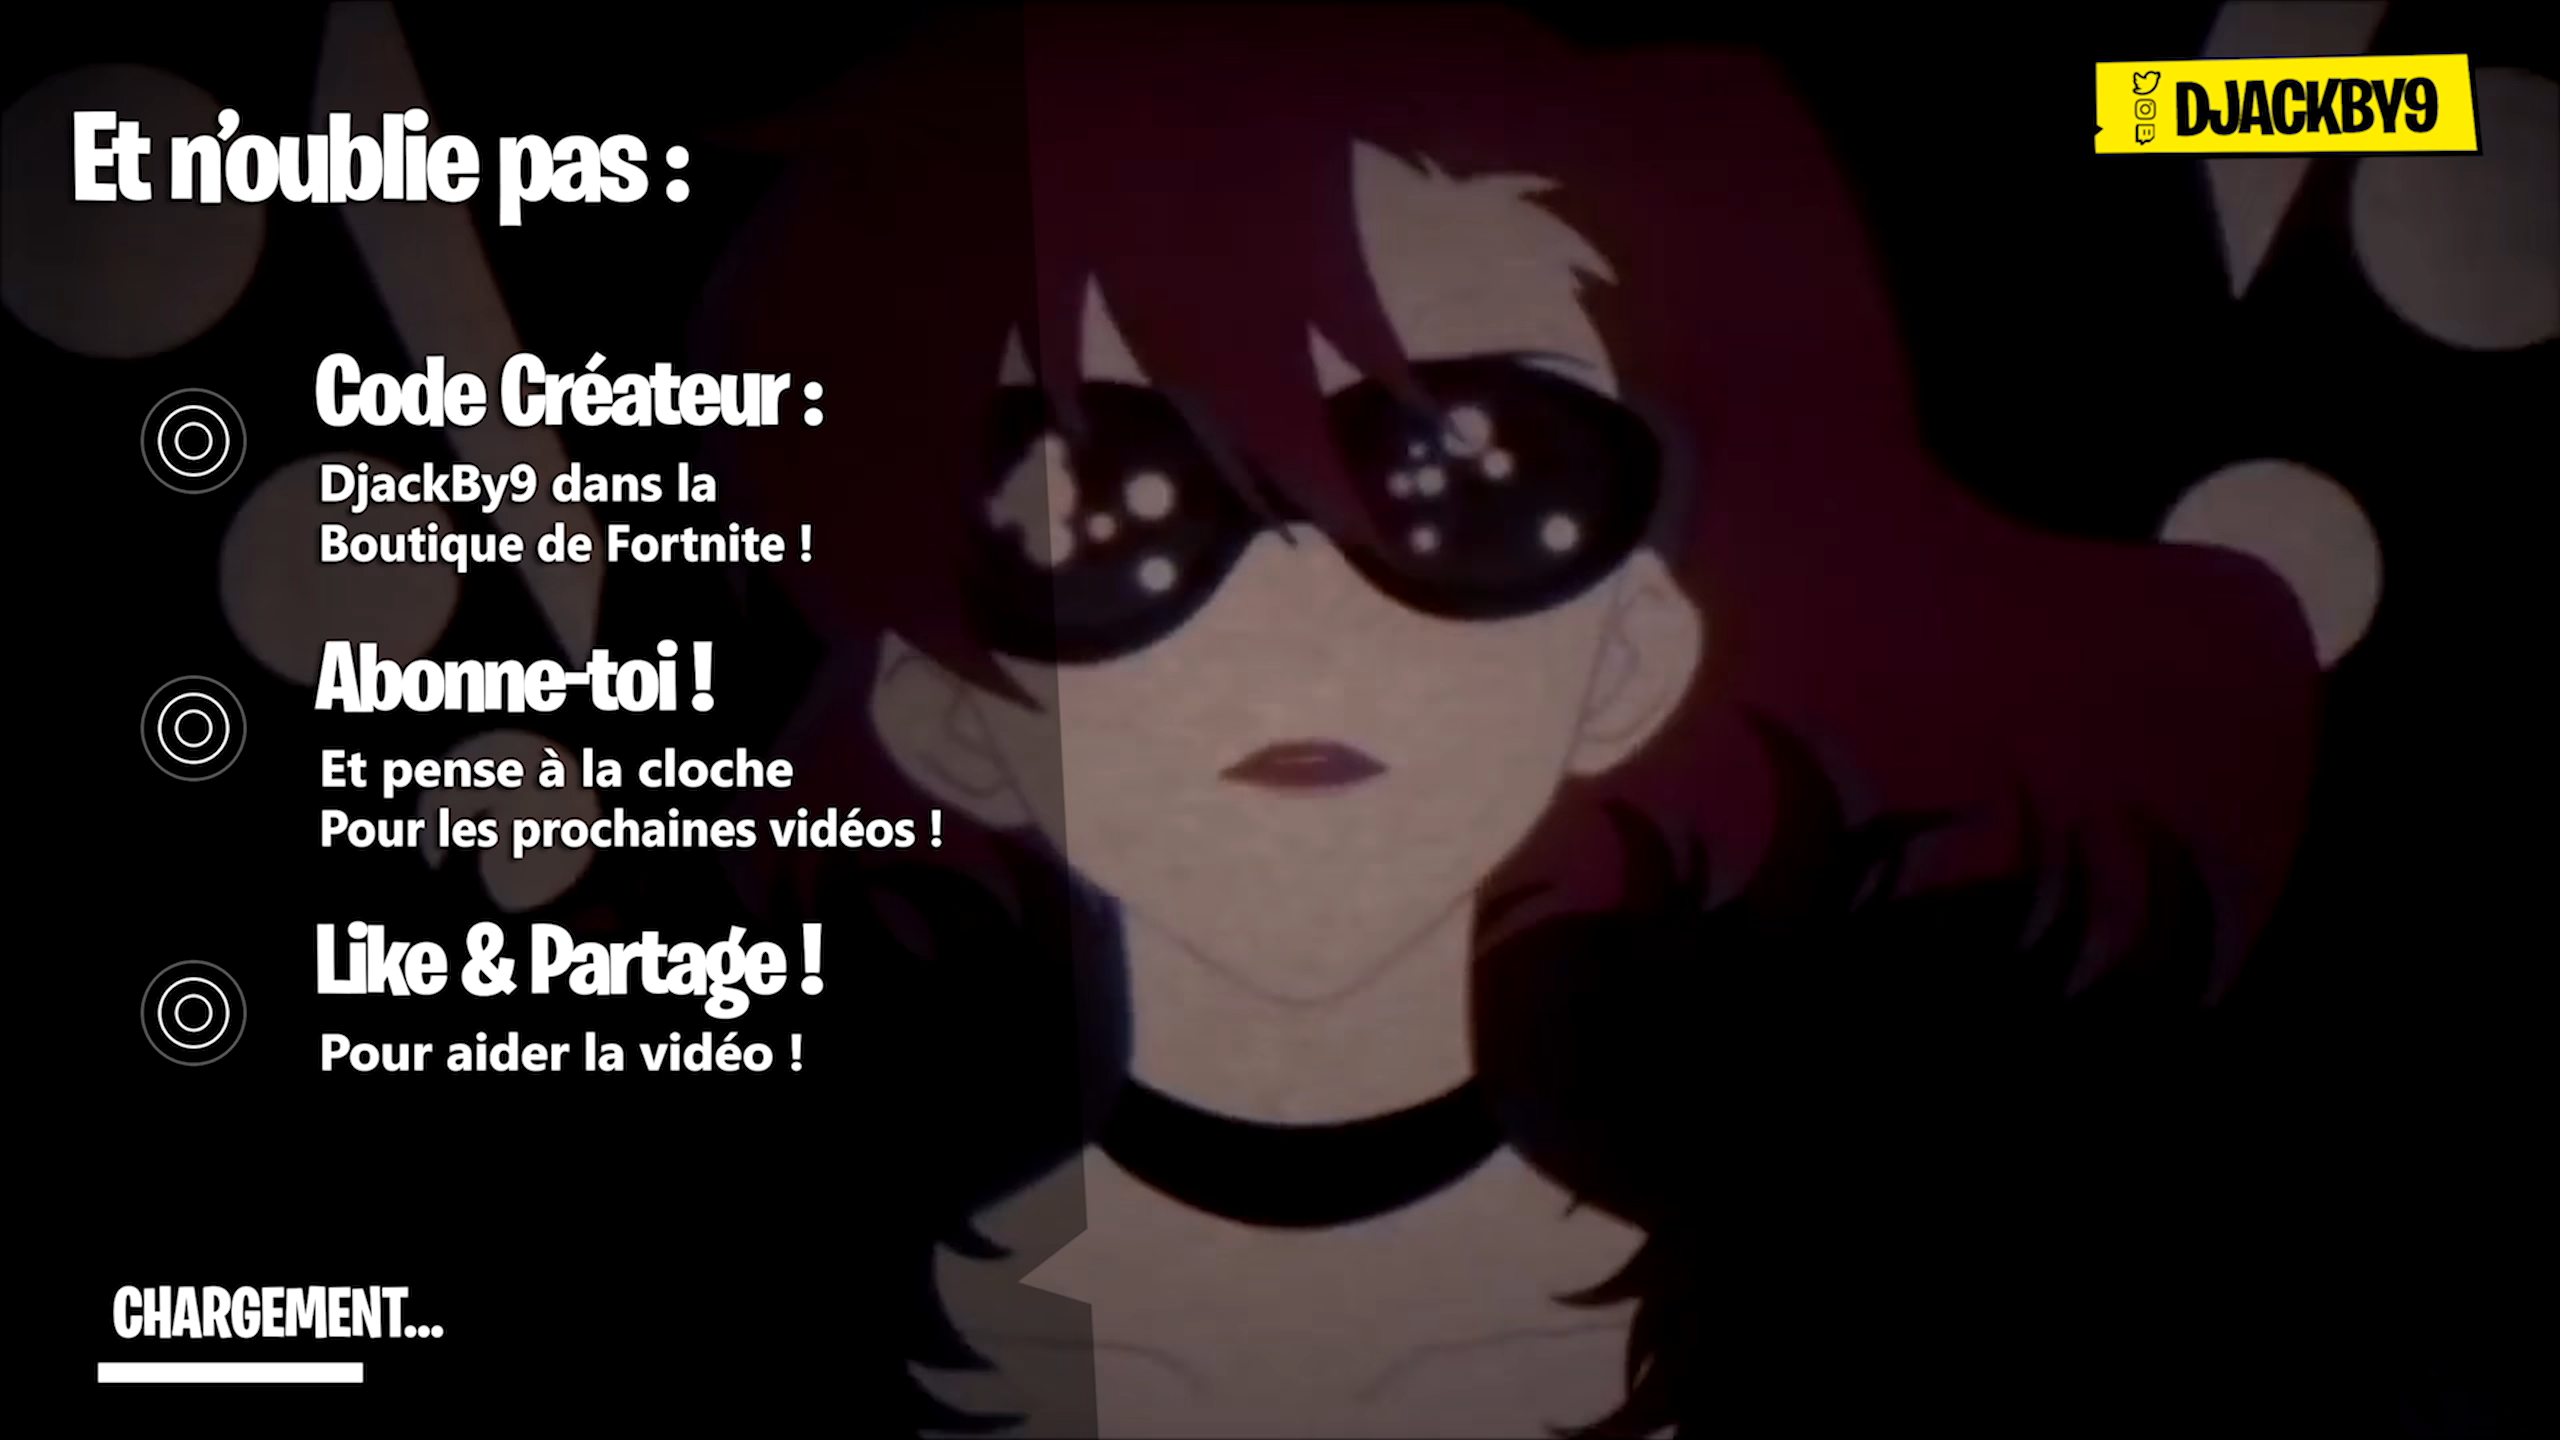 DJACKBY9
Et n'oublie pas :
Code Créateur :
DjackBy9 dans la
Boutique de Fortnite !
Abonne-toi !
Et pense à la cloche
Pour les prochaines vidéos !
Like & Partage !
Pour aider la vidéo !
CHARGEMENT...